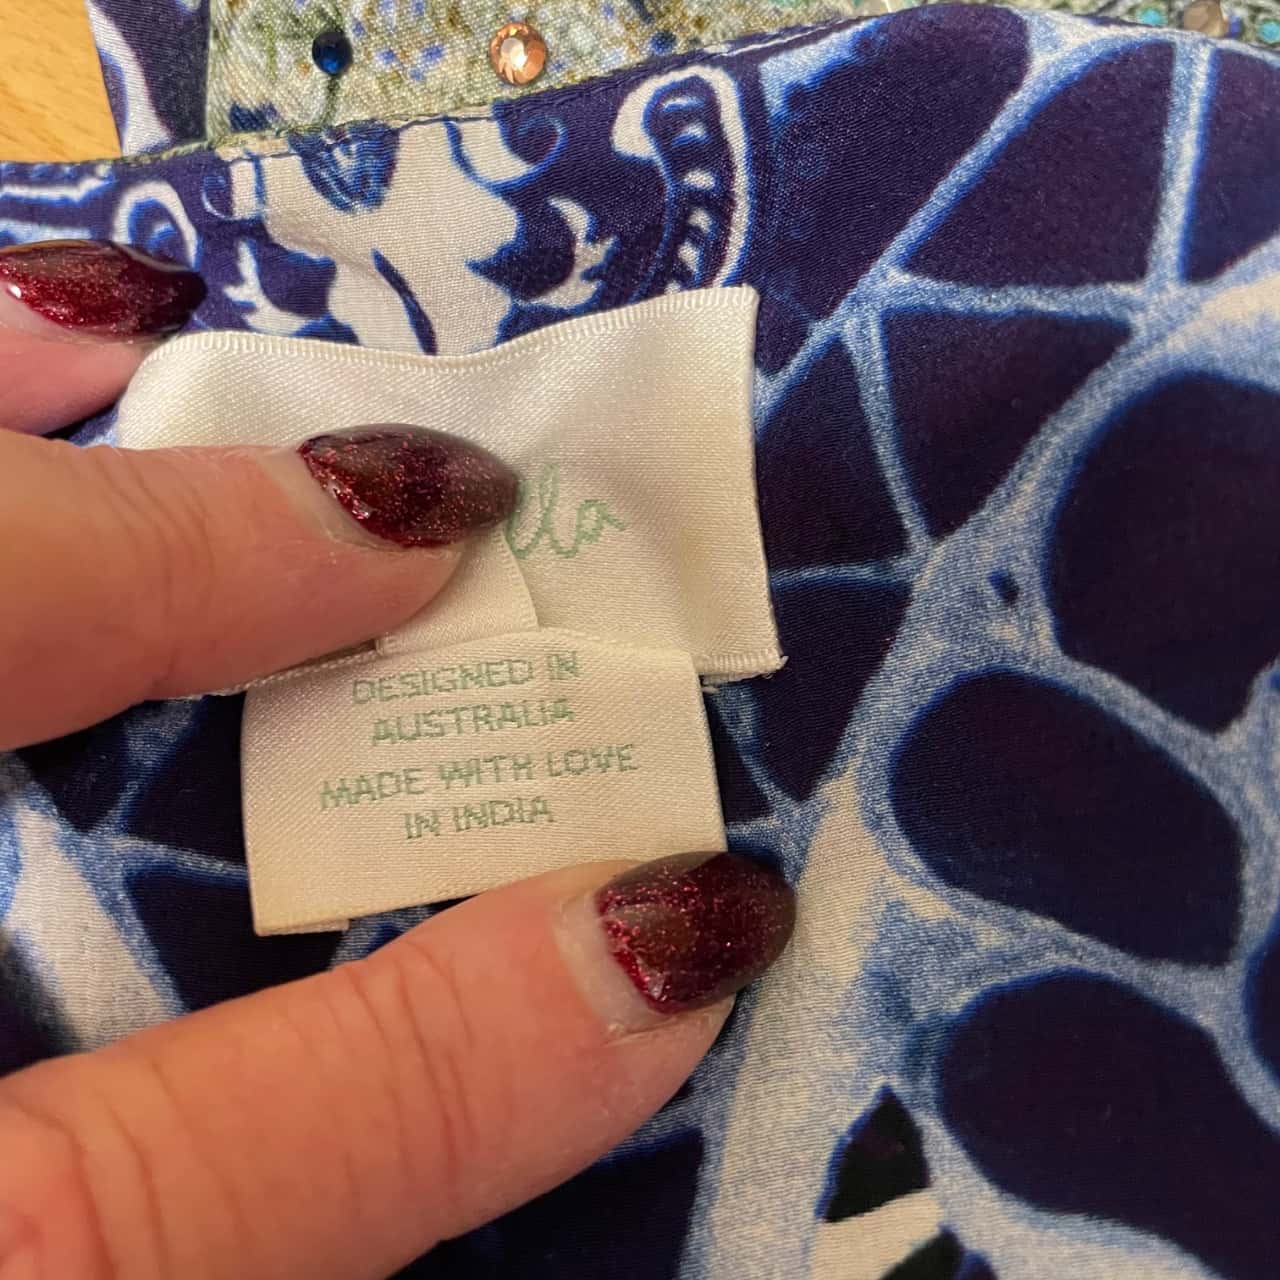 DESIGNED IN
AUSTRALIA
MADE WITH LOVE
IN INDIA